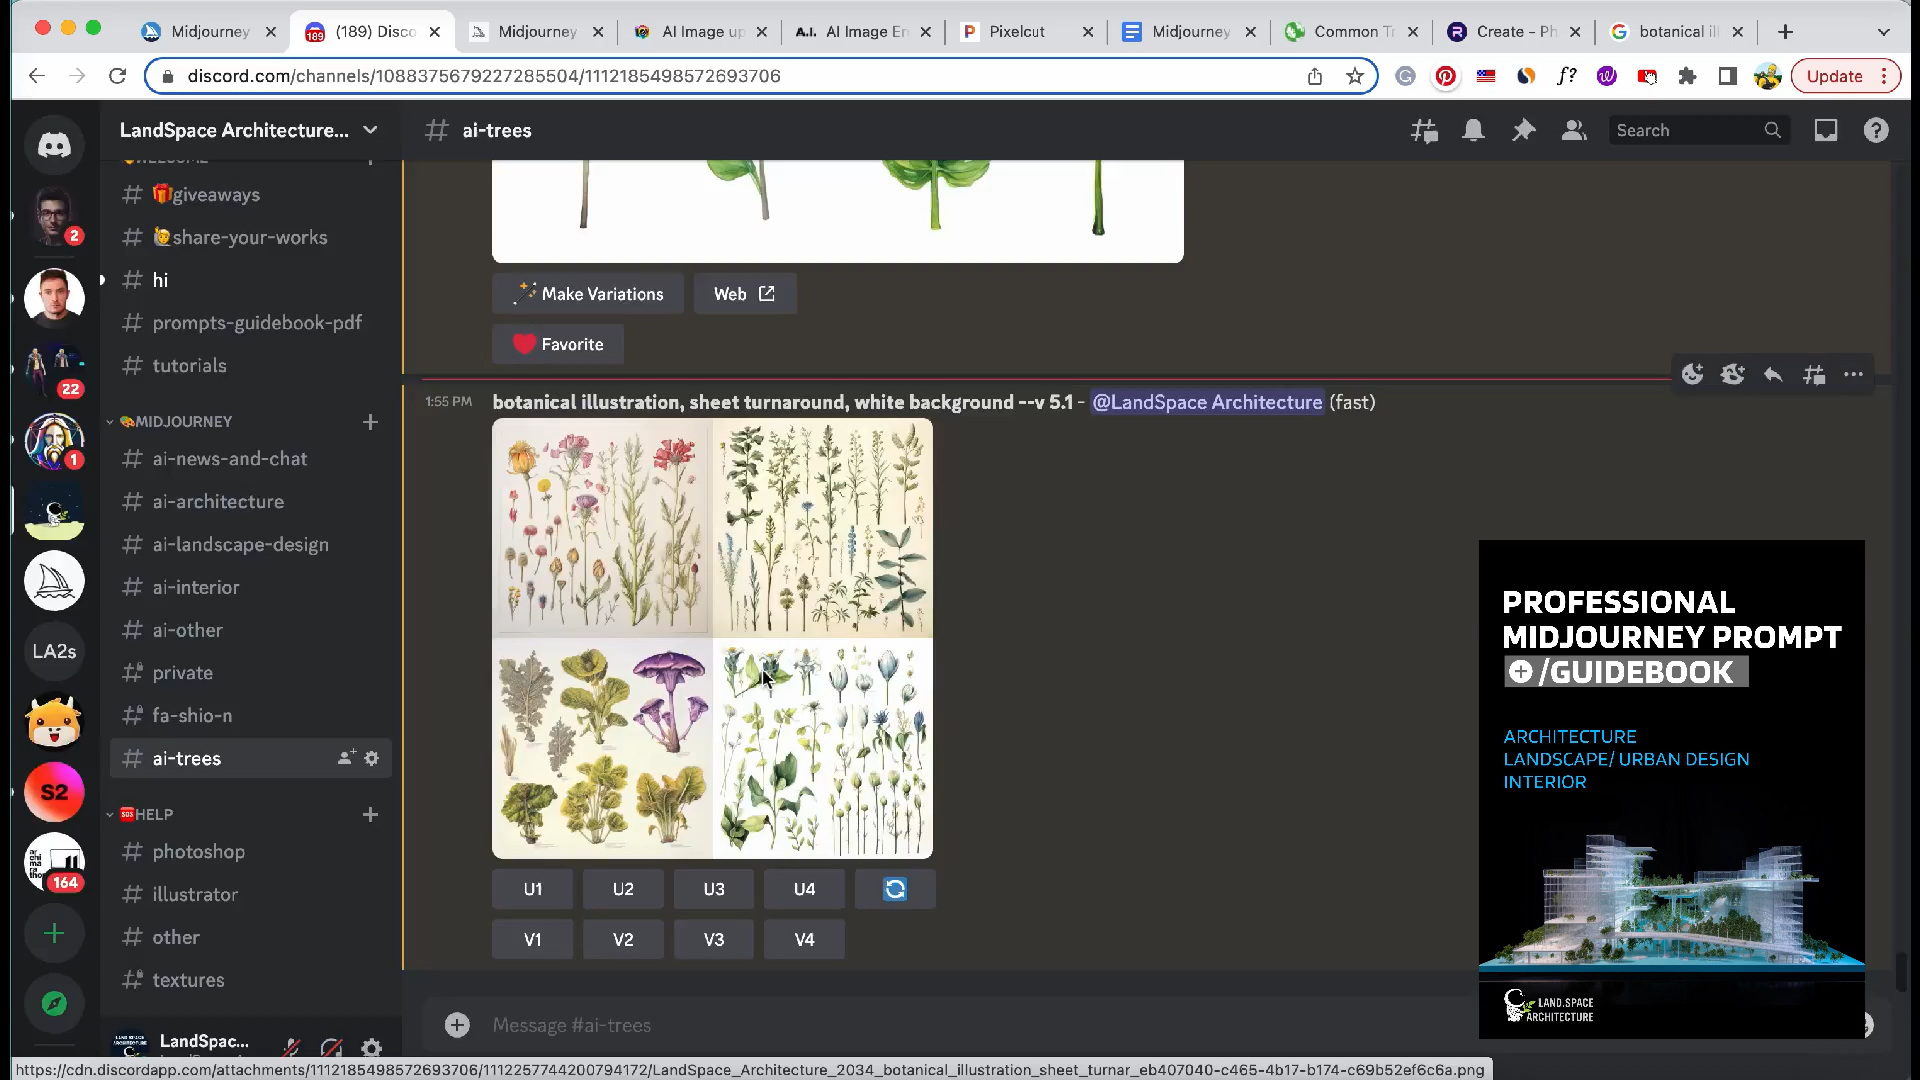 Midjourney
(189) Disco
Midjourney
AI Image up
A.I. AI Image En
Pixelcut
Midjourney
Common Tr
Create – Ph
botanical ill
discord.com/channels/1088375679227285504/1112185498572693706
Update
LandSpace Architecture...
ai-trees
Search
WELCOME
giveaways
share-your-works
hi
prompts-guidebook-pdf
tutorials
MIDJOURNEY
ai-news-and-chat
ai-architecture
ai-landscape-design
ai-interior
ai-other
private
fa-shio-n
ai-trees
HELP
photoshop
illustrator
other
textures
LandSpac...
2
22
1
LA2s
S2
164
Make Variations
Web
Favorite
1:55 PM botanical illustration, sheet turnaround, white background --v 5.1 - @LandSpace Architecture (fast)
U1 U2 U3 U4
V1 V2 V3 V4
Message #ai-trees
PROFESSIONAL
MIDJOURNEY PROMPT
/GUIDEBOOK
ARCHITECTURE
LANDSCAPE/ URBAN DESIGN
INTERIOR
LAND.SPACE
ARCHITECTURE
https://cdn.discordapp.com/attachments/1112185498572693706/1112257744200794172/LandSpace_Architecture_2034_botanical_illustration_sheet_turnar_eb407040-c465-4b17-b174-c69b52ef6c6a.png